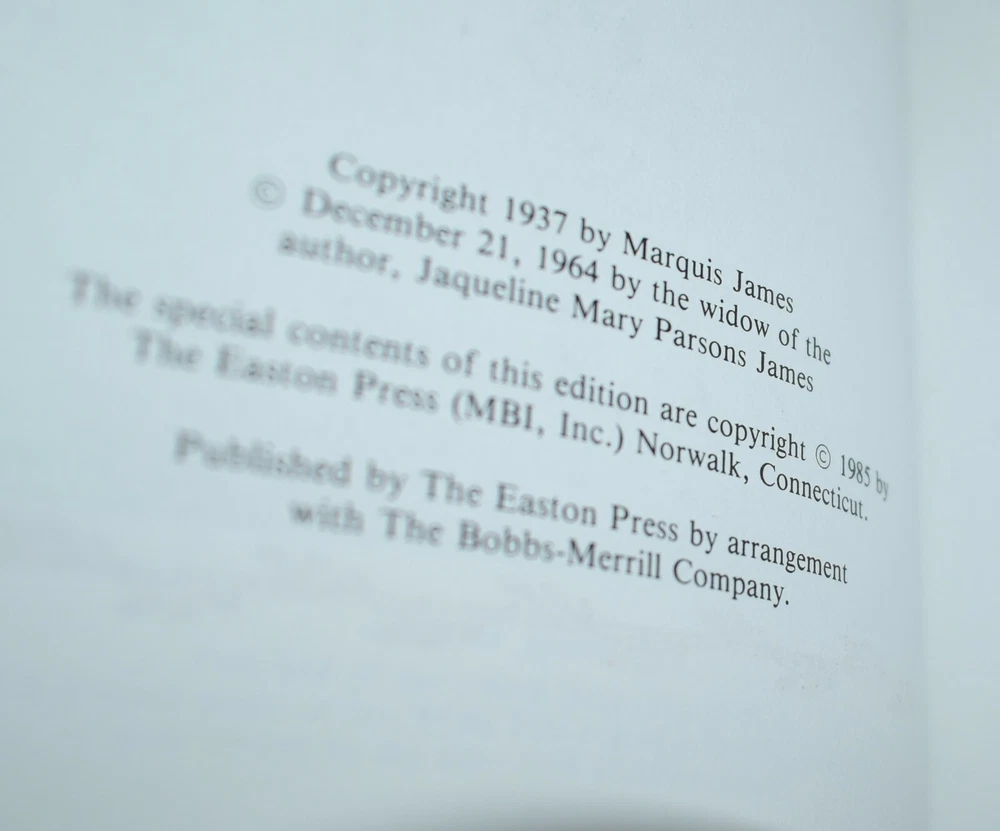 Copyright 1937 by Marquis James
© December 21, 1964 by the widow of the
author, Jaqueline Mary Parsons James
The special contents of this edition are copyright © 1985 by
The Easton Press (MBI, Inc.) Norwalk, Connecticut.
Published by The Easton Press by arrangement
with The Bobbs-Merrill Company.